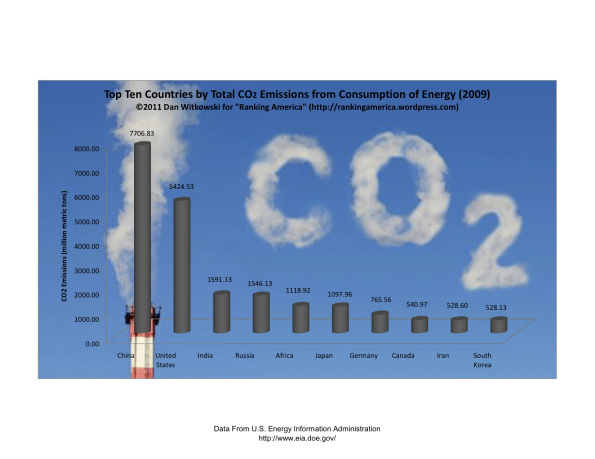 Top Ten Countries by Total CO2 Emissions from Consumption of Energy (2009)
©2011 Dan Witkowski for "Ranking America" (http://rankingamerica.wordpress.com)
CO2
CO2 Emissions (million metric tons)
8000.00
7000.00
6000.00
5000.00
4000.00
3000.00
2000.00
1000.00
0.00
7706.83
5424.53
1591.13
1546.13
1118.92
1097.96
765.56
540.97
528.60
528.13
China
United
States
India
Russia
Africa
Japan
Germany
Canada
Iran
South
Korea
Data From U.S. Energy Information Administration
http://www.eia.doe.gov/